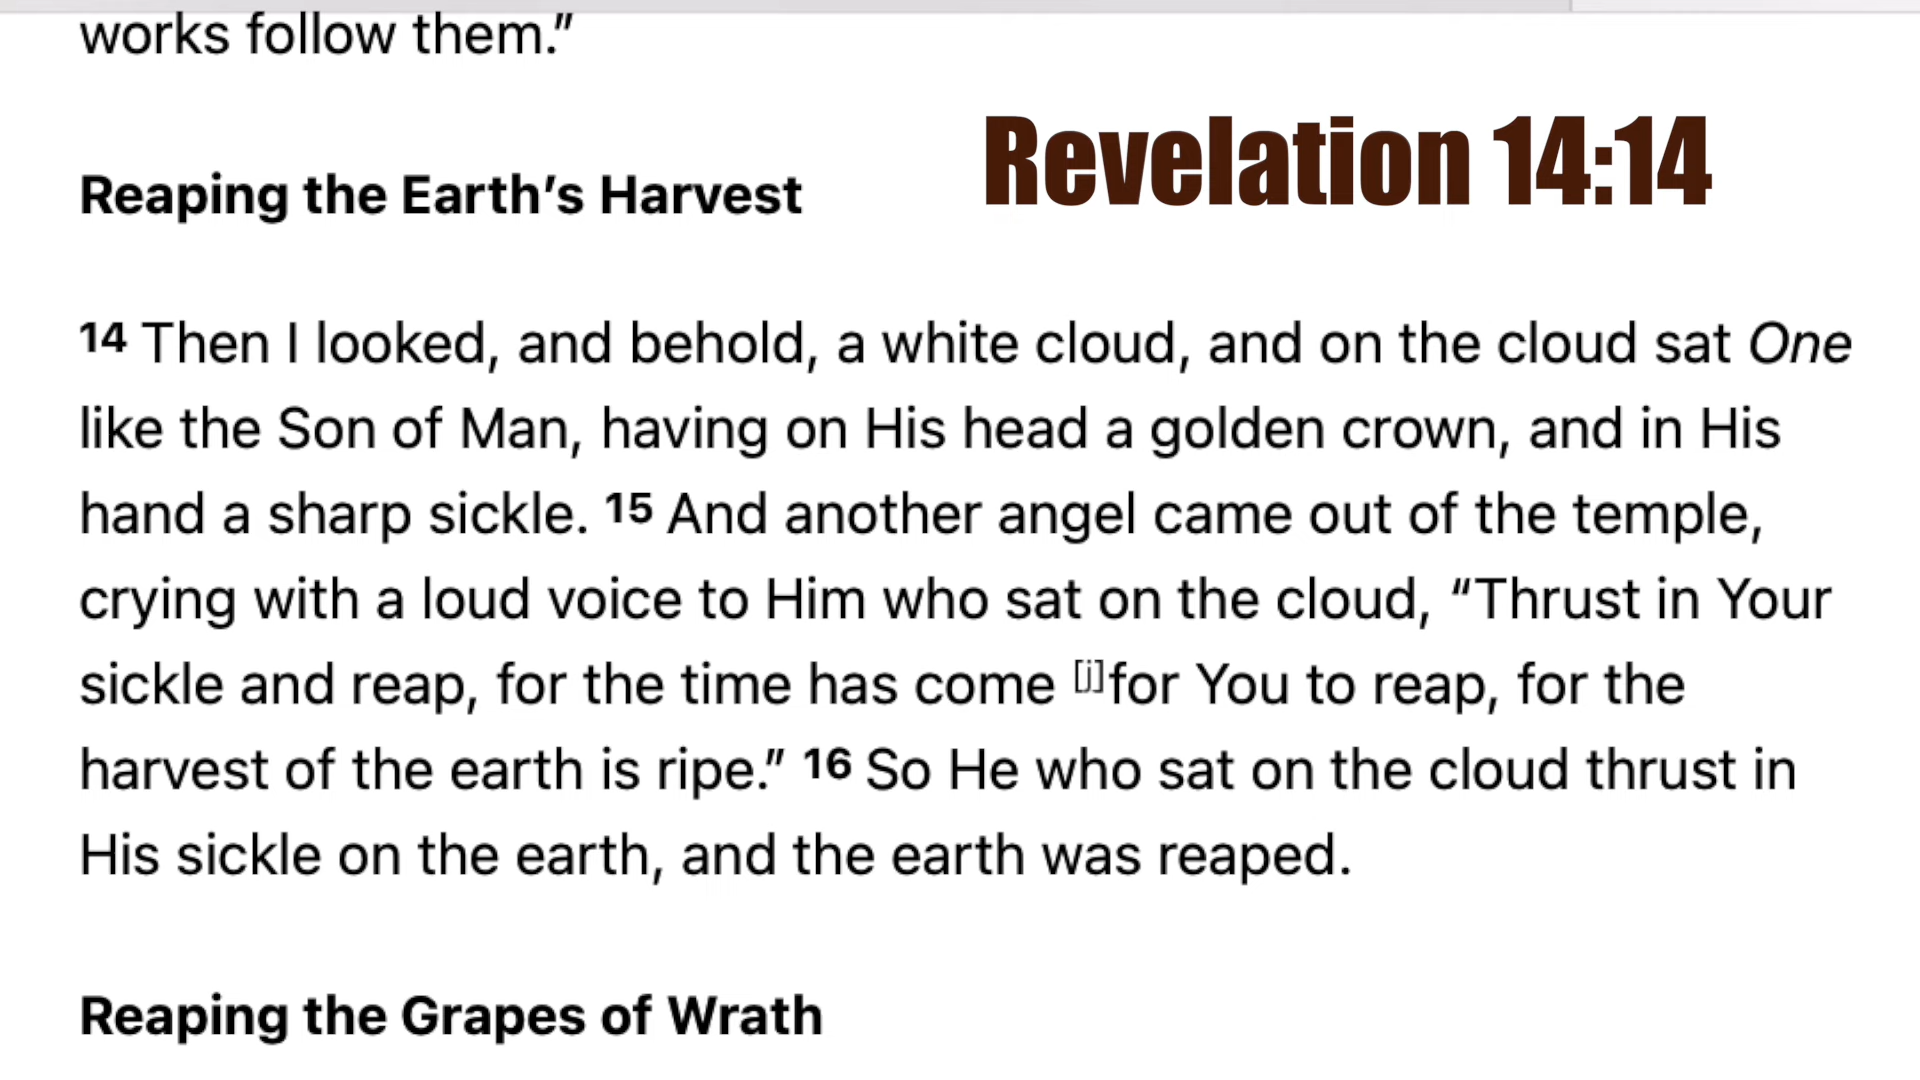 works follow them.”
Revelation 14:14
Reaping the Earth’s Harvest
14 Then I looked, and behold, a white cloud, and on the cloud sat One
like the Son of Man, having on His head a golden crown, and in His
hand a sharp sickle. 15 And another angel came out of the temple,
crying with a loud voice to Him who sat on the cloud, “Thrust in Your
sickle and reap, for the time has come [j]for You to reap, for the
harvest of the earth is ripe.” 16 So He who sat on the cloud thrust in
His sickle on the earth, and the earth was reaped.
Reaping the Grapes of Wrath